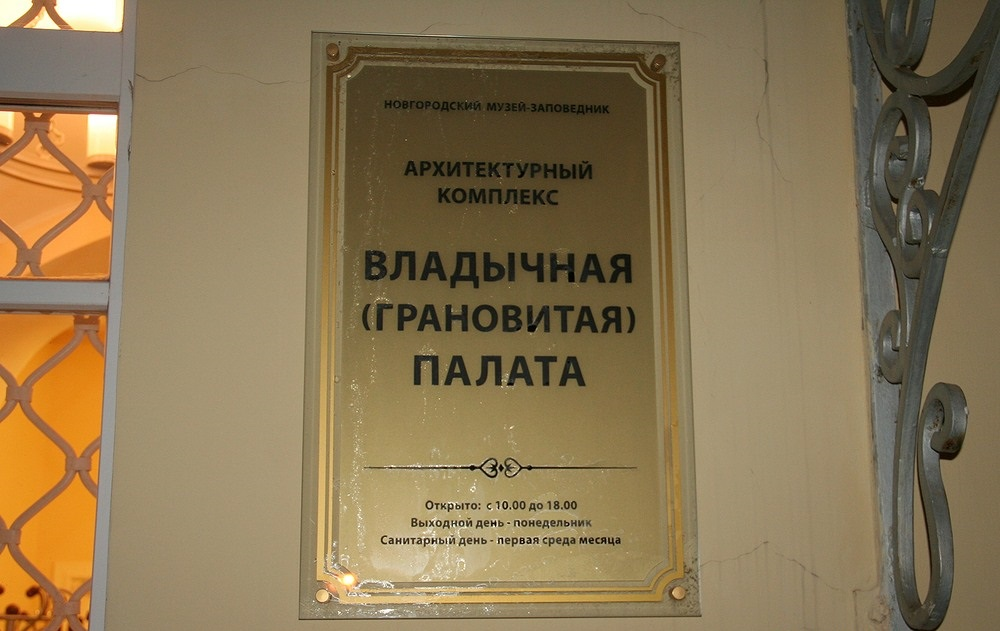 НОВГОРОДСКИЙ МУЗЕЙ-ЗАПОВЕДНИК
АРХИТЕКТУРНЫЙ
КОМПЛЕКС
ВЛАДЫЧНАЯ
(ГРАНОВИТАЯ)
ПАЛАТА
Открыто: с 10.00 до 18.00
Выходной день - понедельник
Санитарный день - первая среда месяца